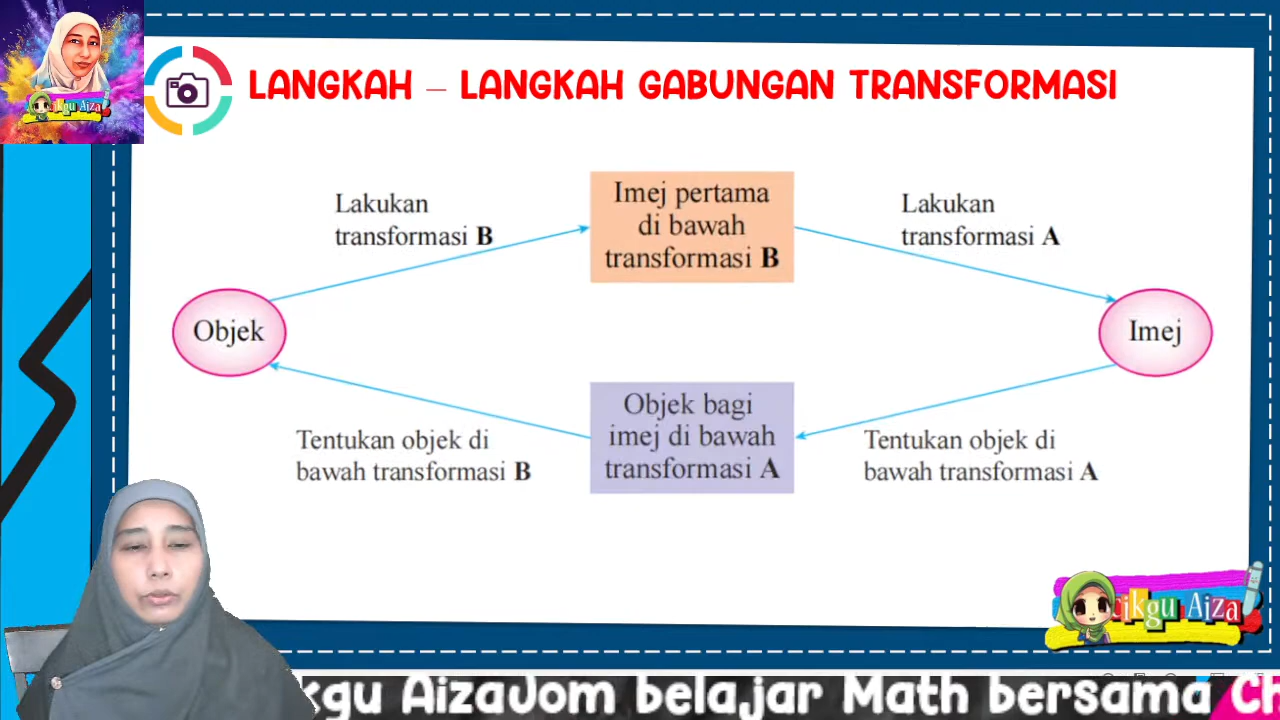 LANGKAH – LANGKAH GABUNGAN TRANSFORMASI
Lakukan
transformasi B
Imej pertama
di bawah
transformasi B
Lakukan
transformasi A
Objek
Imej
Tentukan objek di
bawah transformasi B
Objek bagi
imej di bawah
transformasi A
Tentukan objek di
bawah transformasi A
cikgu Aiza
cikgu Aiza
kgu AizaJom belajar Math bersama Ch